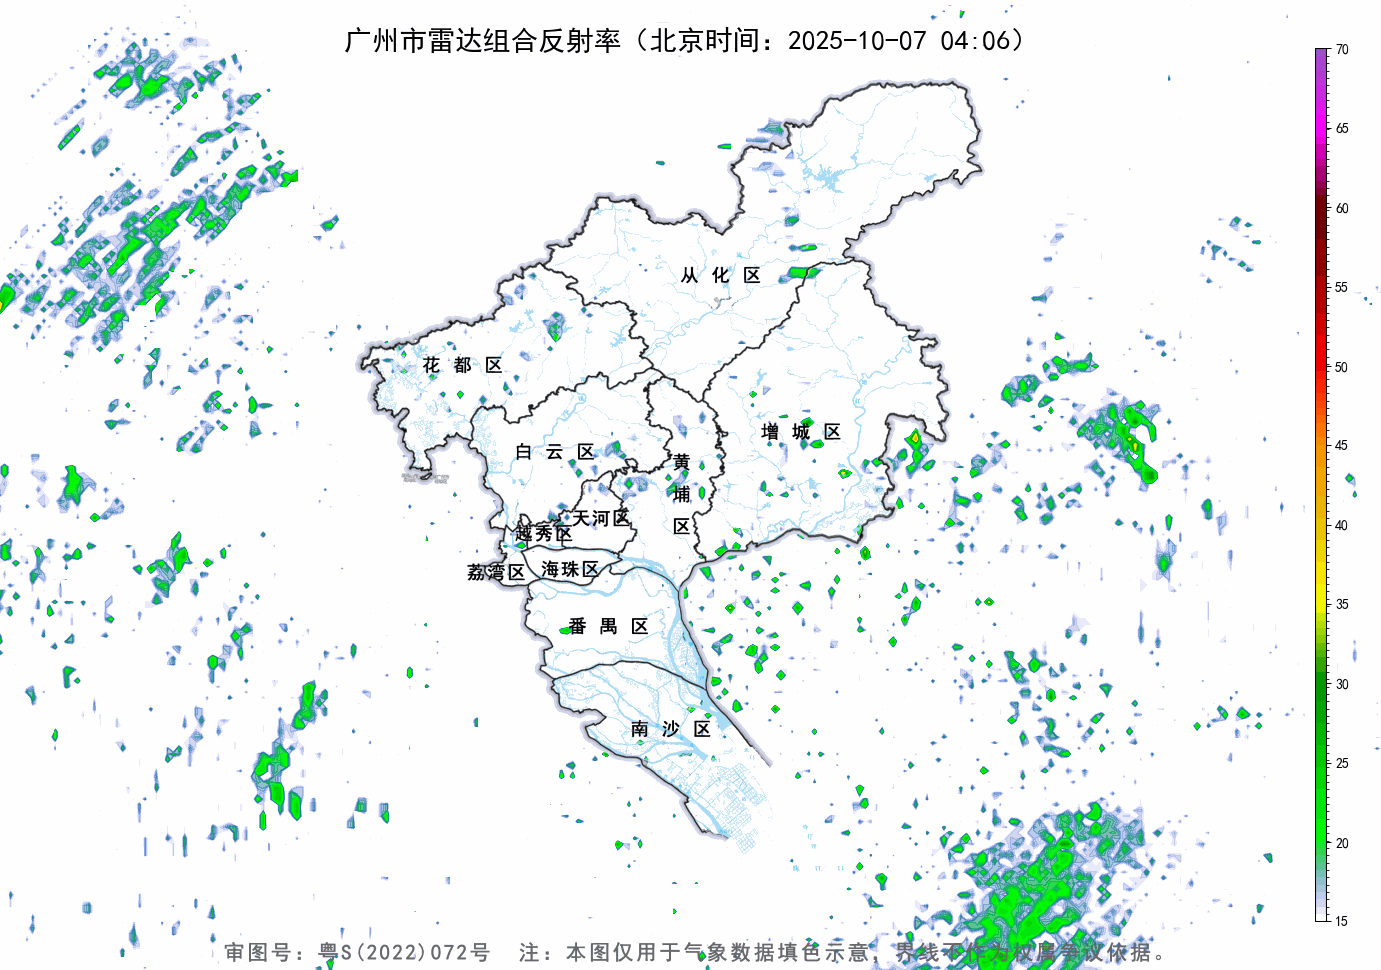 广州市雷达组合反射率（北京时间：2025-10-07 04:06）
70
65
60
55
50
45
40
35
30
25
20
15
从化区
花都区
增城区
白云区
黄埔区
天河区
越秀区
荔湾区
海珠区
番禺区
南沙区
审图号：粤S(2022)072号 注：本图仅用于气象数据填色示意，界线不作为权属争议依据。